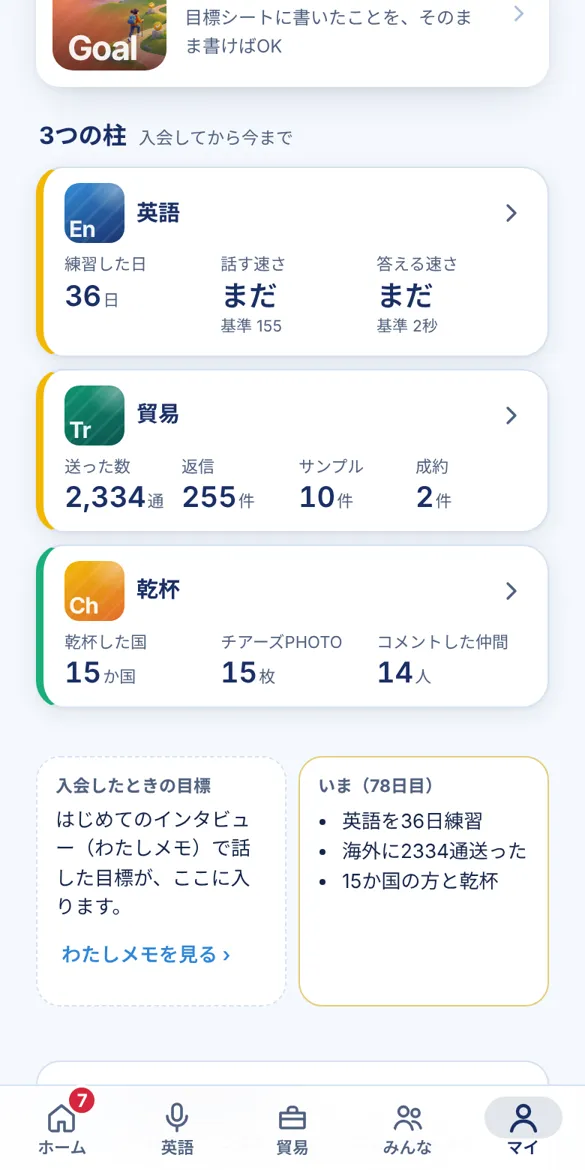 Goal
目標シートに書いたことを、そのまま
ま書けばOK
3つの柱 入会してから今まで
En 英語
練習した日 話す速さ 答える速さ
36日 まだ まだ
基準 155 基準 2秒
Tr 貿易
送った数 返信 サンプル 成約
2,334通 255件 10件 2件
Ch 乾杯
乾杯した国 チアーズPHOTO コメントした仲間
15か国 15枚 14人
入会したときの目標
はじめてのインタビュ
ー（わたしメモ）で話
した目標が、ここに入
ります。
わたしメモを見る ›
いま（78日目）
• 英語を36日練習
• 海外に2334通送った
• 15か国の方と乾杯
7
ホーム 英語 貿易 みんな マイ